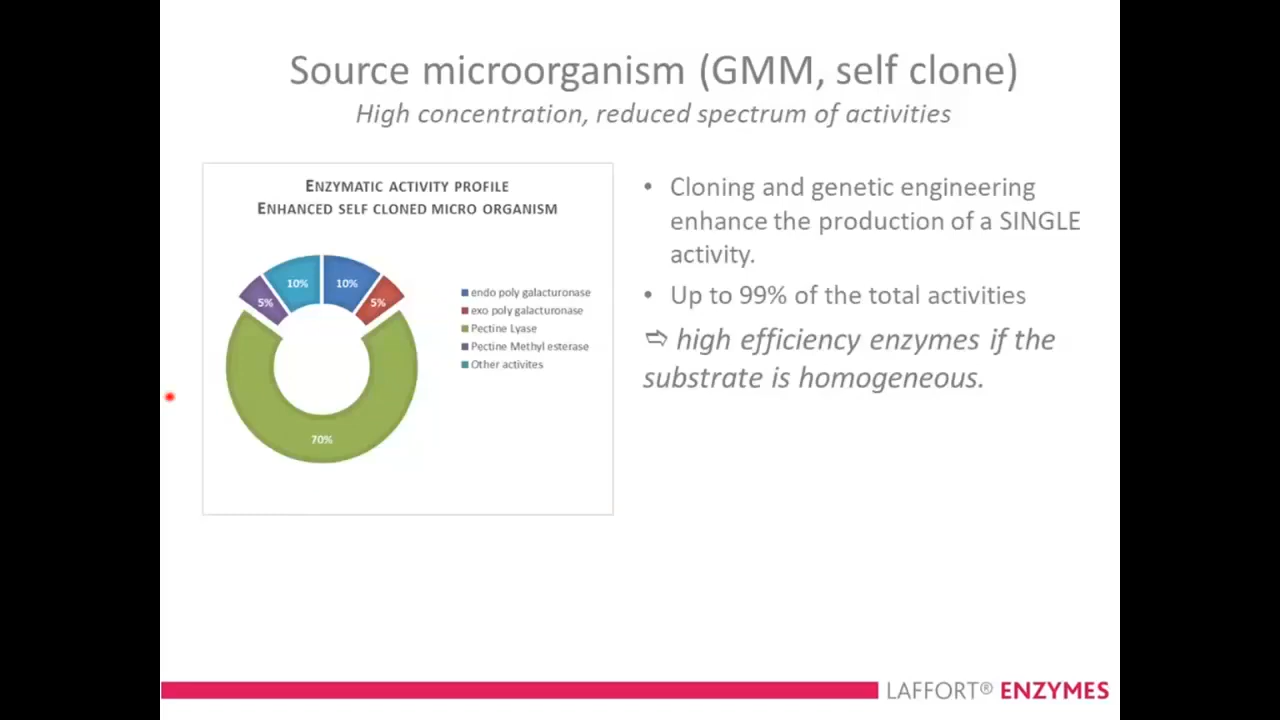 Source microorganism (GMM, self clone)
High concentration, reduced spectrum of activities
ENZYMATIC ACTIVITY PROFILE
ENHANCED SELF CLONED MICRO ORGANISM
10%
10%
5%
5%
70%
endo poly galacturonase
exo poly galacturonase
Pectine Lyase
Pectine Methyl esterase
Other activites
• Cloning and genetic engineering
enhance the production of a SINGLE
activity.
• Up to 99% of the total activities
⇨ high efficiency enzymes if the
substrate is homogeneous.
LAFFORT® ENZYMES